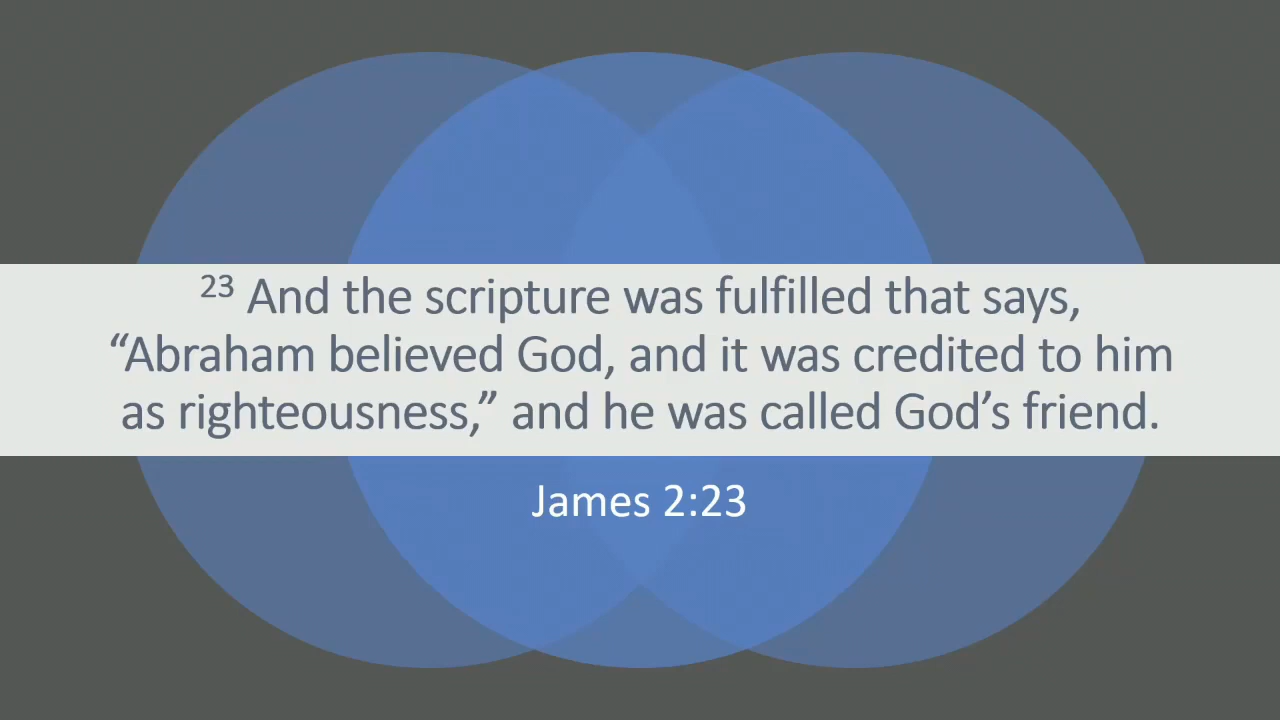 23 And the scripture was fulfilled that says,
“Abraham believed God, and it was credited to him
as righteousness,” and he was called God’s friend.
James 2:23